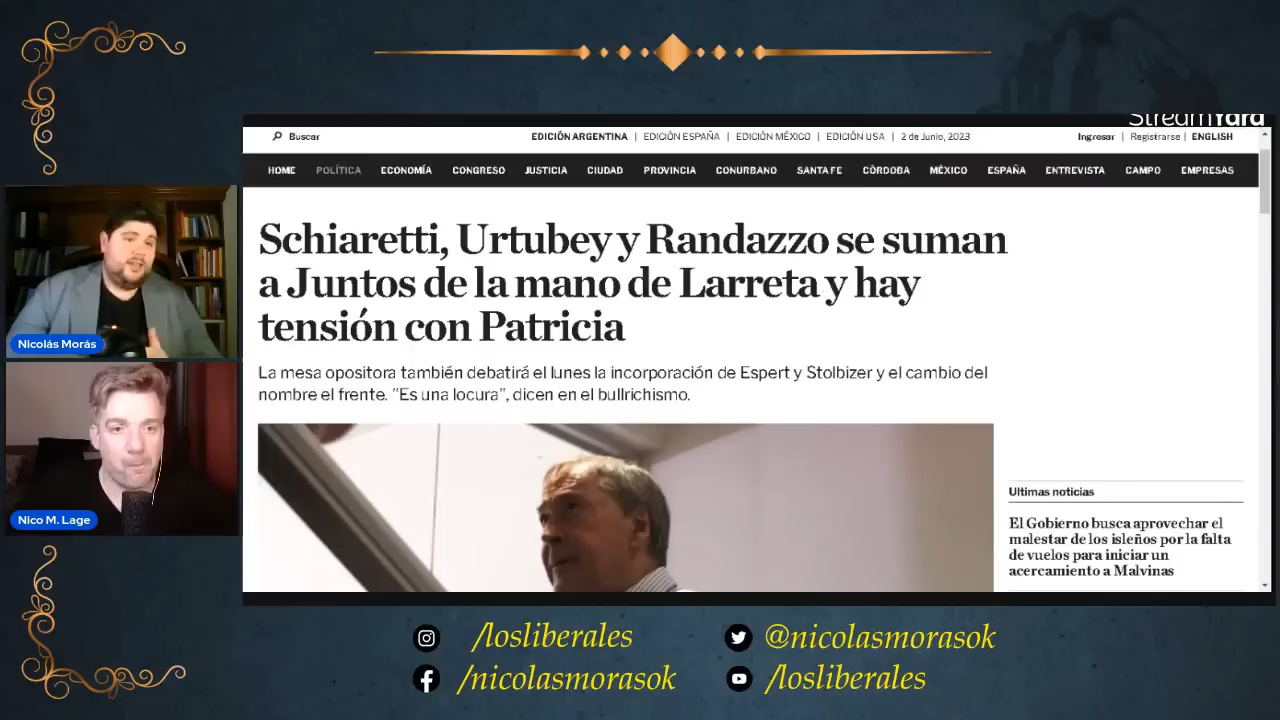 StreamYard
Buscar
EDICIÓN ARGENTINA | EDICIÓN ESPAÑA | EDICIÓN MÉXICO | EDICIÓN USA | 2 de Junio, 2023
Ingresar | Registrarse | ENGLISH
HOME POLÍTICA ECONOMÍA CONGRESO JUSTICIA CIUDAD PROVINCIA CONURBANO SANTA FE CÓRDOBA MÉXICO ESPAÑA ENTREVISTA CAMPO EMPRESAS
Schiaretti, Urtubey y Randazzo se suman
a Juntos de la mano de Larreta y hay
tensión con Patricia
La mesa opositora también debatirá el lunes la incorporación de Espert y Stolbizer y el cambio del
nombre el frente. "Es una locura", dicen en el bullrichismo.
Ultimas noticias
El Gobierno busca aprovechar el
malestar de los isleños por la falta
de vuelos para iniciar un
acercamiento a Malvinas
Nicolás Morás
Nico M. Lage
/losliberales
@nicolasmorasok
/nicolasmorasok
/losliberales